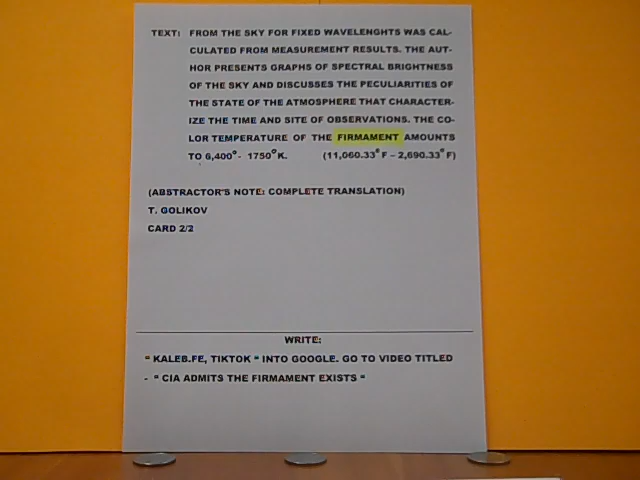 TEXT: FROM THE SKY FOR FIXED WAVELENGHTS WAS CAL-
CULATED FROM MEASUREMENT RESULTS. THE AUT-
HOR PRESENTS GRAPHS OF SPECTRAL BRIGHTNESS
OF THE SKY AND DISCUSSES THE PECULIARITIES OF
THE STATE OF THE ATMOSPHERE THAT CHARACTER-
IZE THE TIME AND SITE OF OBSERVATIONS. THE CO-
LOR TEMPERATURE OF THE FIRMAMENT AMOUNTS
TO 6,400° - 1750°K. (11,060.33° F – 2,690.33° F)
(ABSTRACTOR'S NOTE: COMPLETE TRANSLATION)
T. GOLIKOV
CARD 2/2
WRITE:
" KALEB.FE, TIKTOK " INTO GOOGLE. GO TO VIDEO TITLED
- " CIA ADMITS THE FIRMAMENT EXISTS "